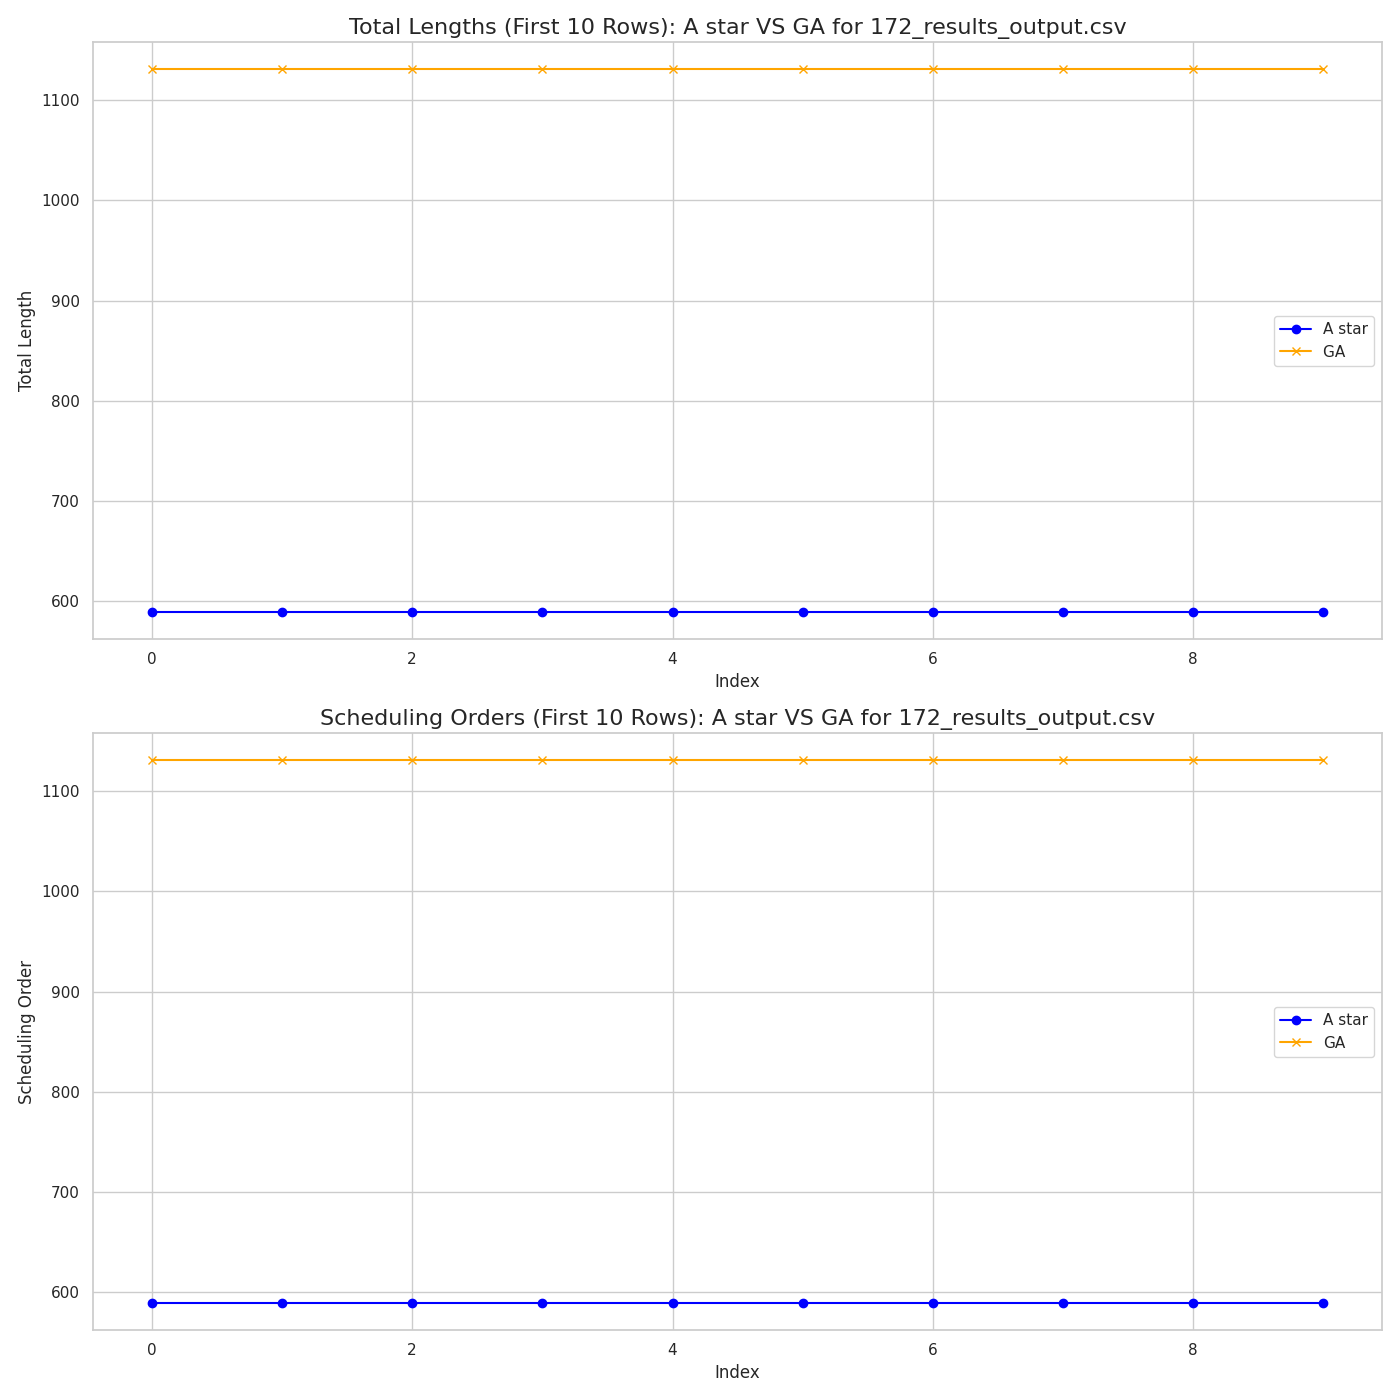 Total Lengths (First 10 Rows): A star VS GA for 172_results_output.csv
1100
1000
900
800
700
600
Total Length
A star
GA
0 2 4 6 8
Index
Scheduling Orders (First 10 Rows): A star VS GA for 172_results_output.csv
1100
1000
900
800
700
600
Scheduling Order
A star
GA
0 2 4 6 8
Index